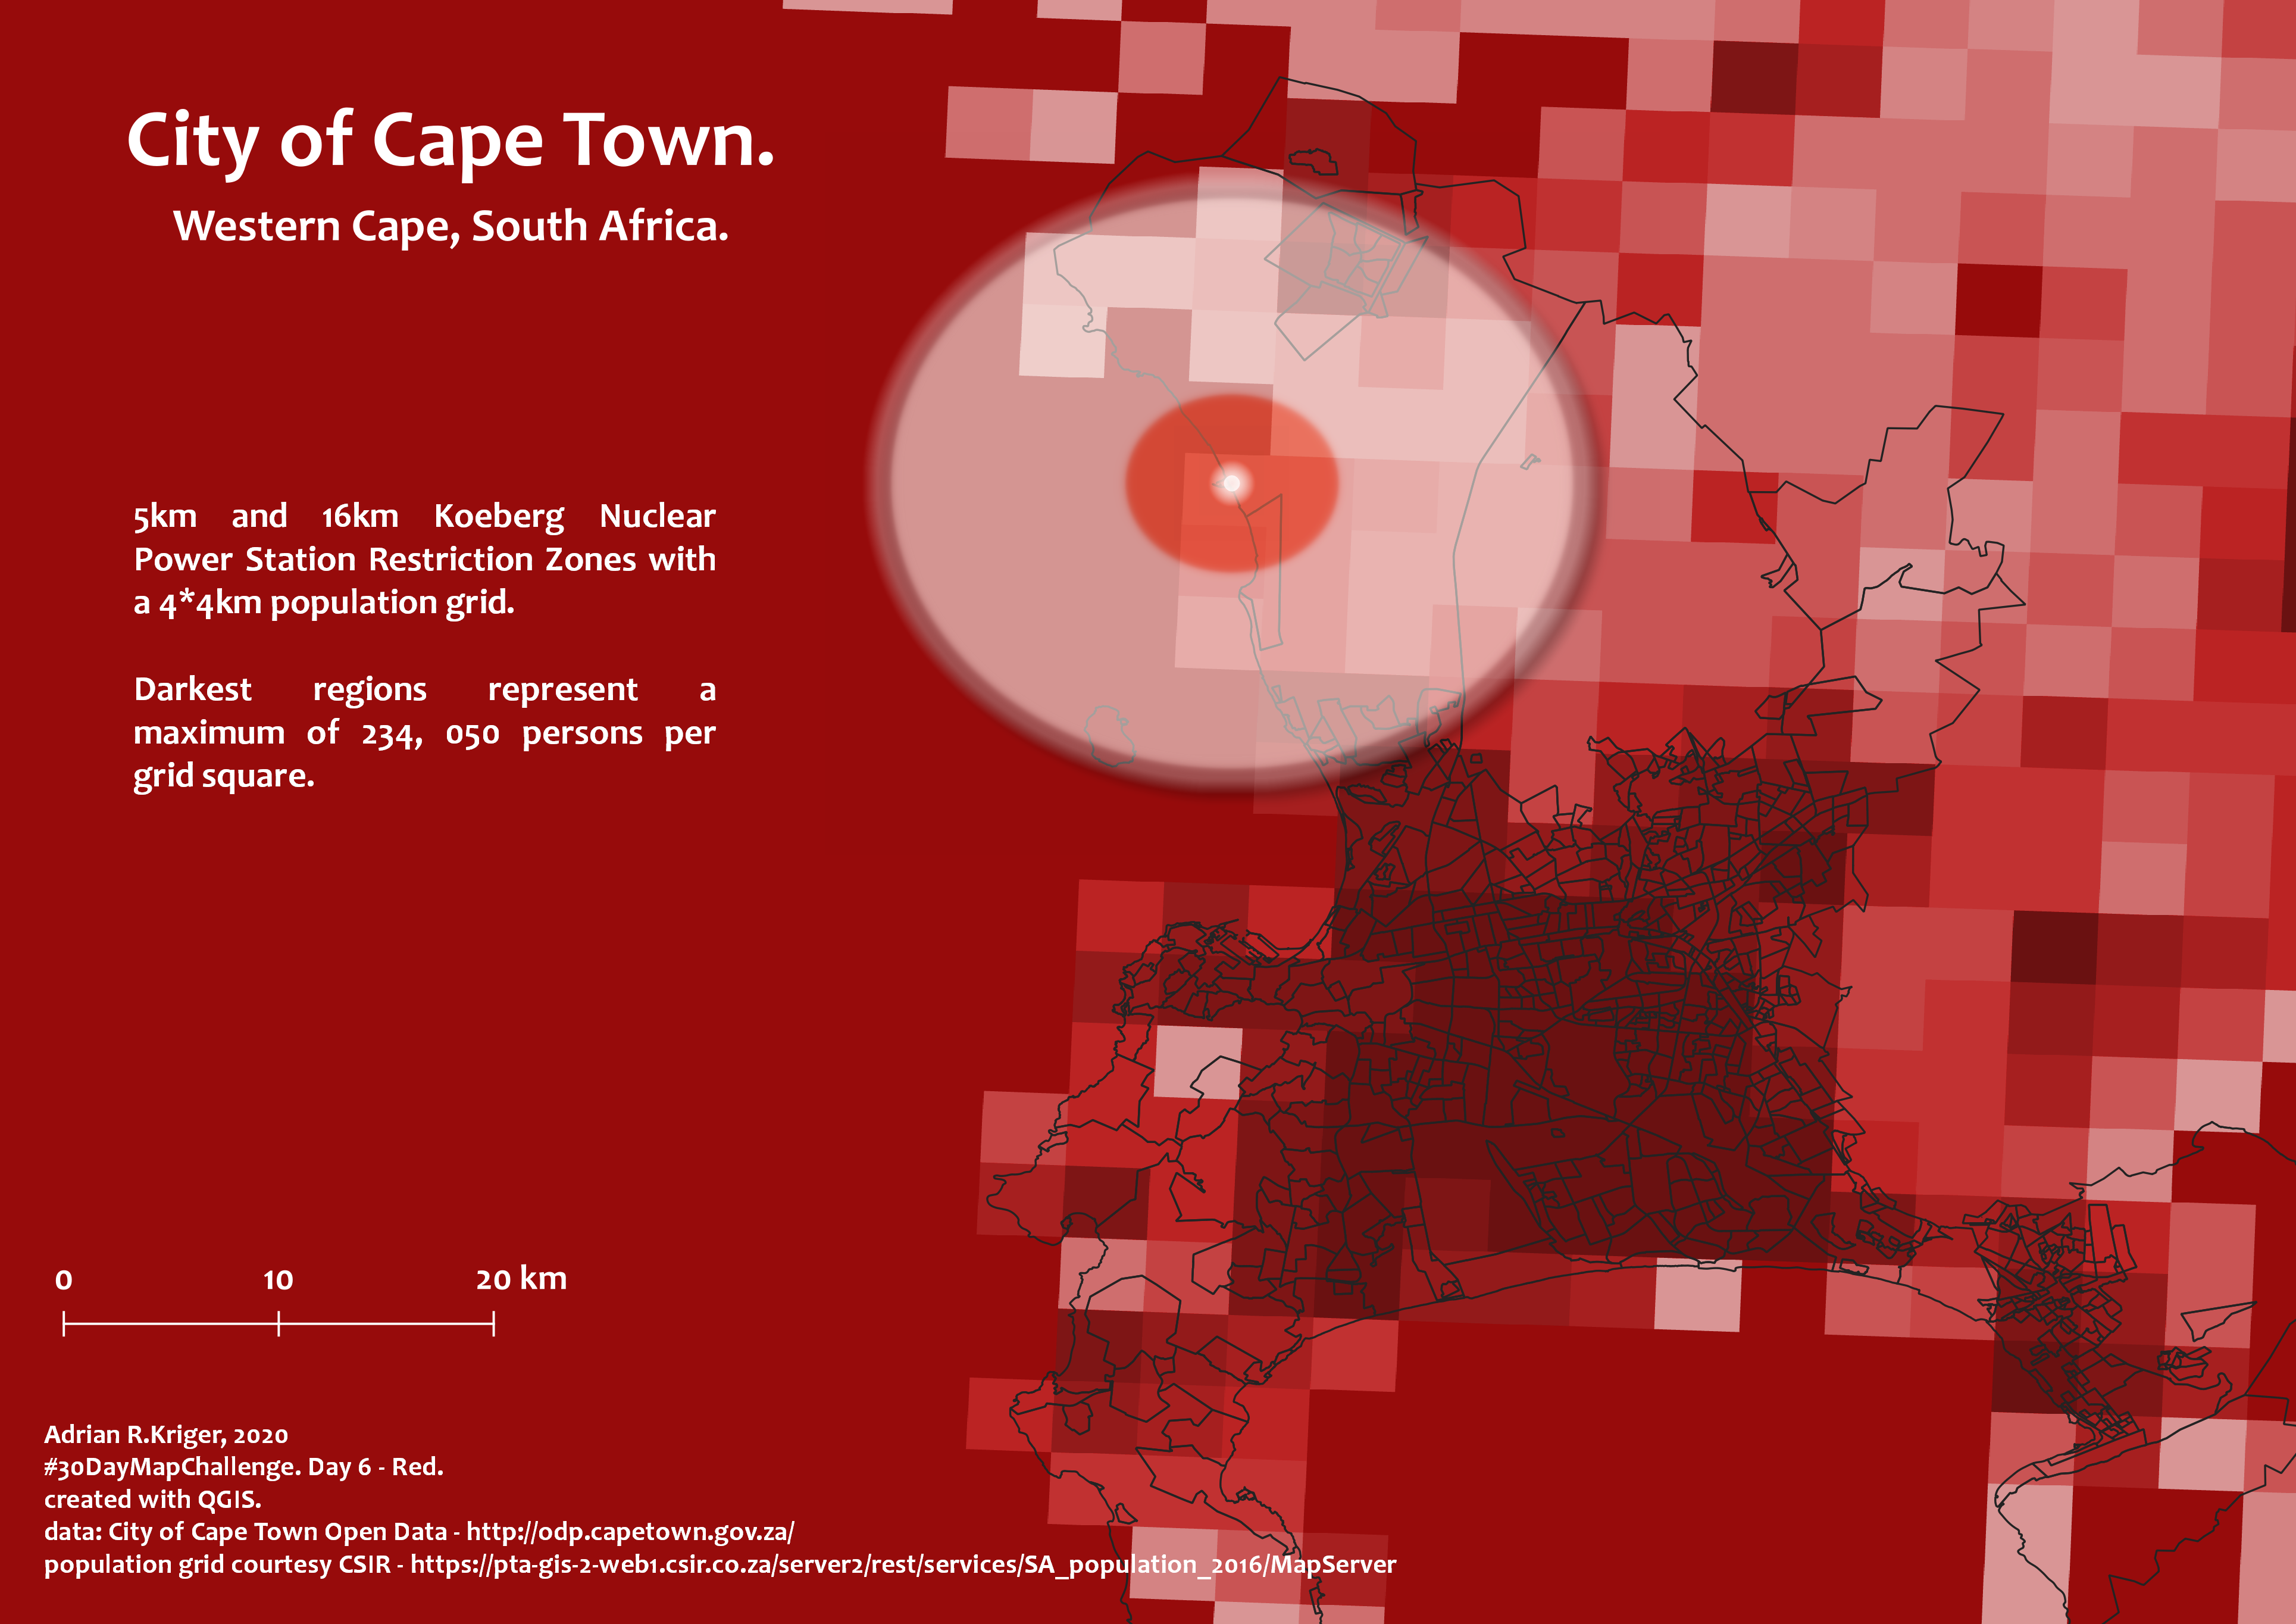 City of Cape Town.
Western Cape, South Africa.
5km and 16km Koeberg Nuclear
Power Station Restriction Zones with
a 4*4km population grid.
Darkest regions represent a
maximum of 234, 050 persons per
grid square.
0 10 20 km
Adrian R.Kriger, 2020
#30DayMapChallenge. Day 6 - Red.
created with QGIS.
data: City of Cape Town Open Data - http://odp.capetown.gov.za/
population grid courtesy CSIR - https://pta-gis-2-web1.csir.co.za/server2/rest/services/SA_population_2016/MapServer